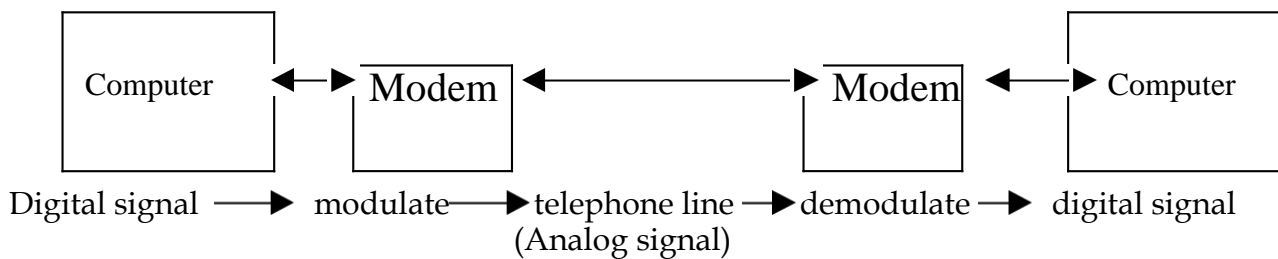 Computer Modem Modem Computer
Digital signal modulate telephone line demodulate digital signal
(Analog signal)